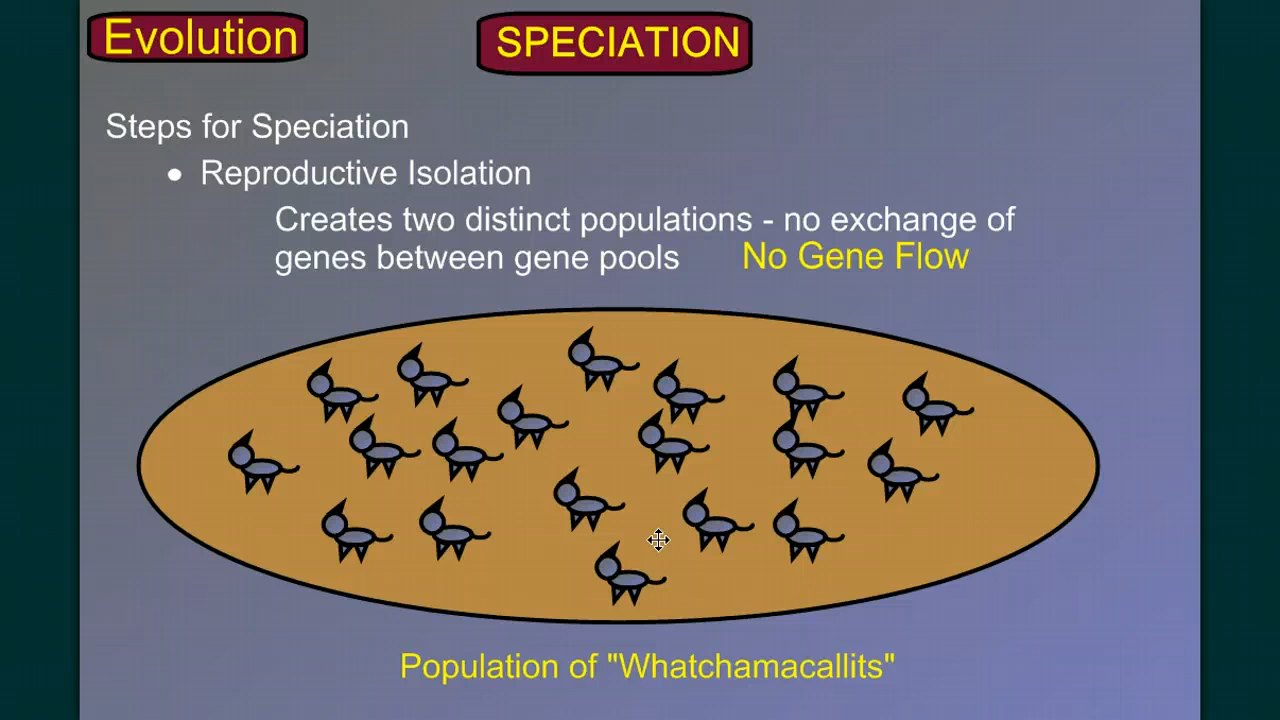 Evolution
SPECIATION
Steps for Speciation
• Reproductive Isolation
Creates two distinct populations - no exchange of
genes between gene pools No Gene Flow
Population of "Whatchamacallits"